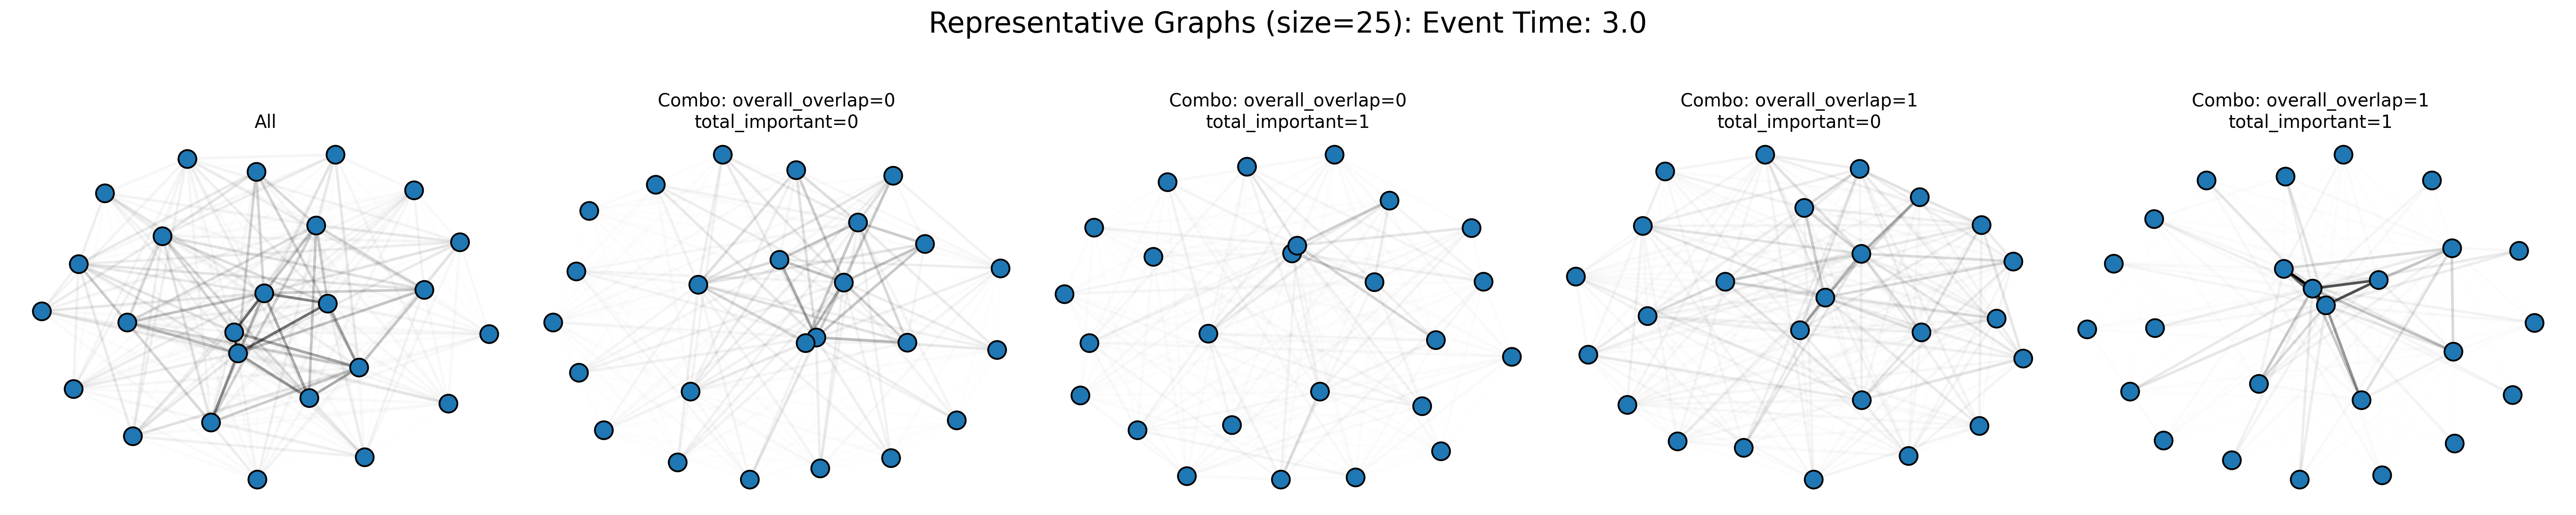 Representative Graphs (size=25): Event Time: 3.0
All
Combo: overall_overlap=0
total_important=0
Combo: overall_overlap=0
total_important=1
Combo: overall_overlap=1
total_important=0
Combo: overall_overlap=1
total_important=1